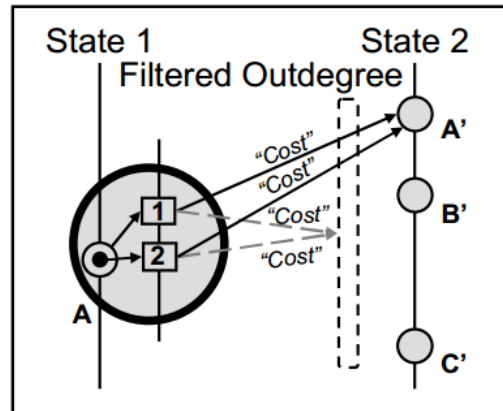 State 1 State 2
Filtered Outdegree
"Cost"
"Cost"
A'
1
"Cost"
B'
2
"Cost"
A
C'